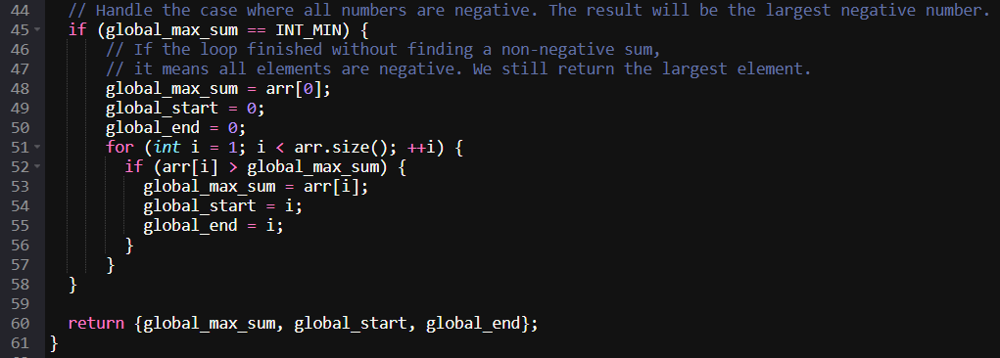 44 // Handle the case where all numbers are negative. The result will be the largest negative number.
45 if (global_max_sum == INT_MIN) {
46 // If the loop finished without finding a non-negative sum,
47 // it means all elements are negative. We still return the largest element.
48 global_max_sum = arr[0];
49 global_start = 0;
50 global_end = 0;
51 for (int i = 1; i < arr.size(); ++i) {
52 if (arr[i] > global_max_sum) {
53 global_max_sum = arr[i];
54 global_start = i;
55 global_end = i;
56 }
57 }
58 }
59
60 return {global_max_sum, global_start, global_end};
61 }